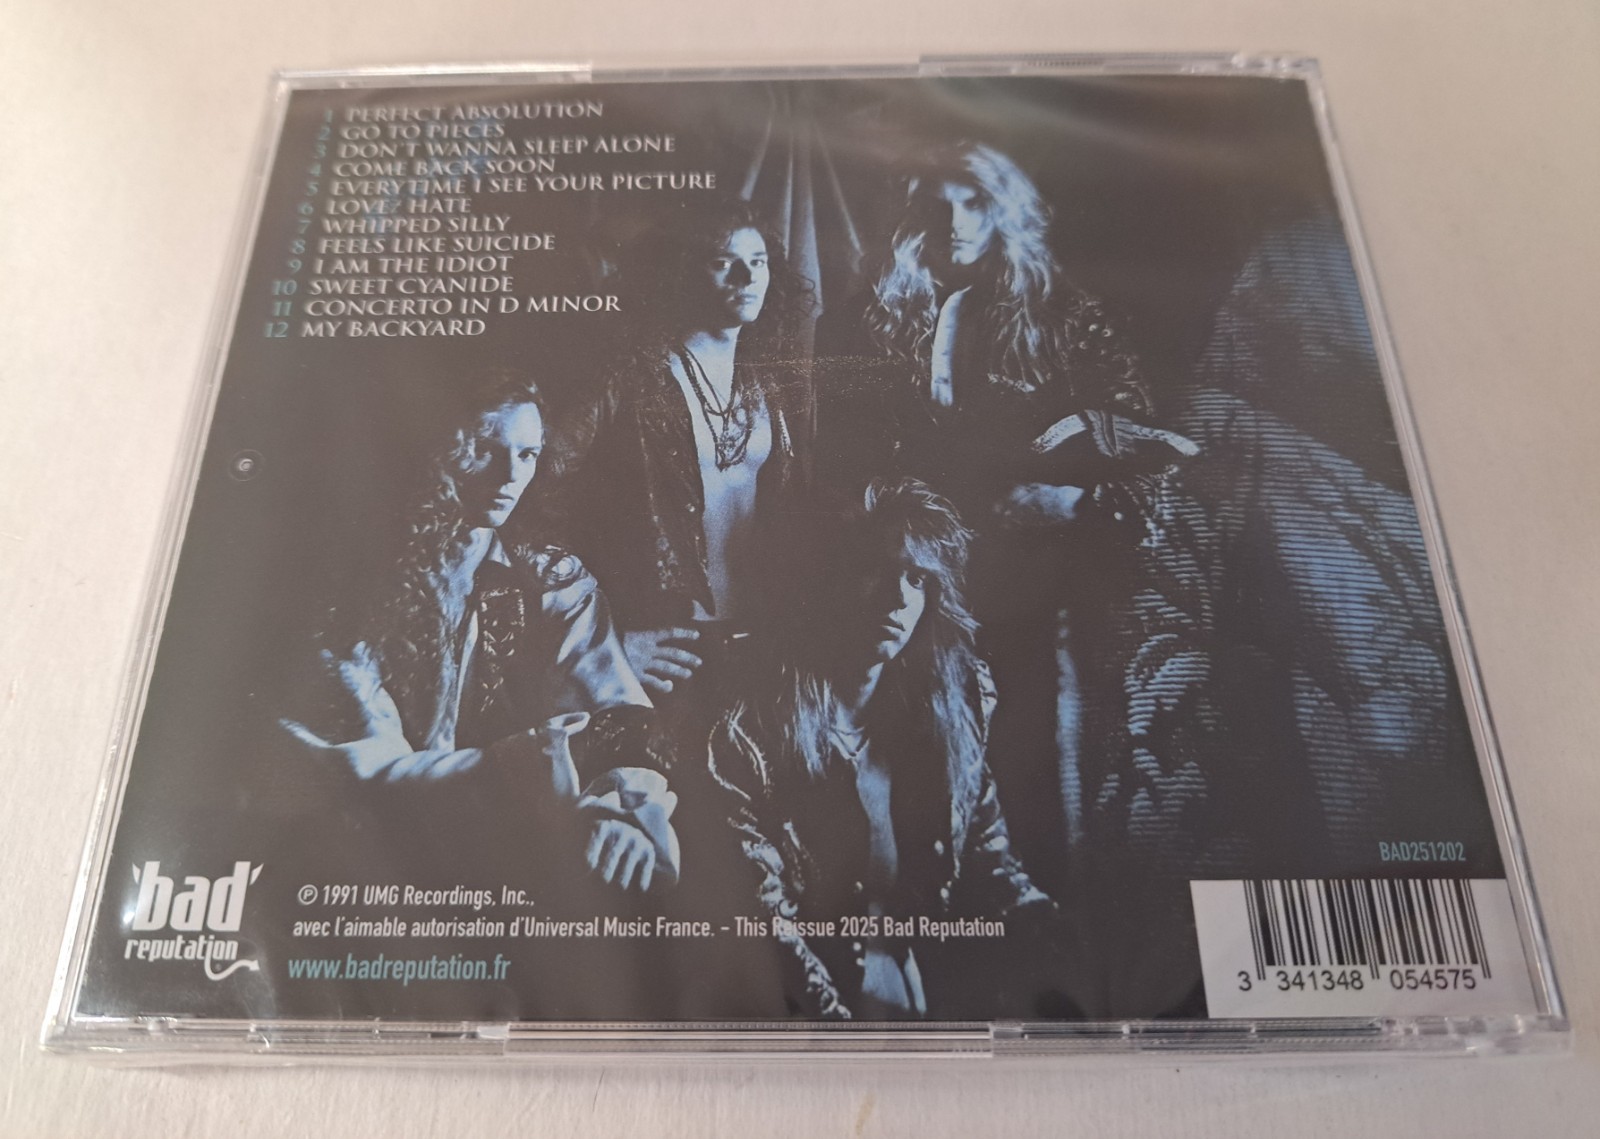 1 PERFECT ABSOLUTION
2 GO TO PIECES
3 DON'T WANNA SLEEP ALONE
4 COME BACK SOON
5 EVERYTIME I SEE YOUR PICTURE
6 LOVE? HATE
7 WHIPPED SILLY
8 FEELS LIKE SUICIDE
9 I AM THE IDIOT
10 SWEET CYANIDE
11 CONCERTO IN D MINOR
12 MY BACKYARD
BAD251202
bad
reputation
℗ 1991 UMG Recordings, Inc.,
avec l'aimable autorisation d'Universal Music France. – This Reissue 2025 Bad Reputation
www.badreputation.fr
3 341348 054575